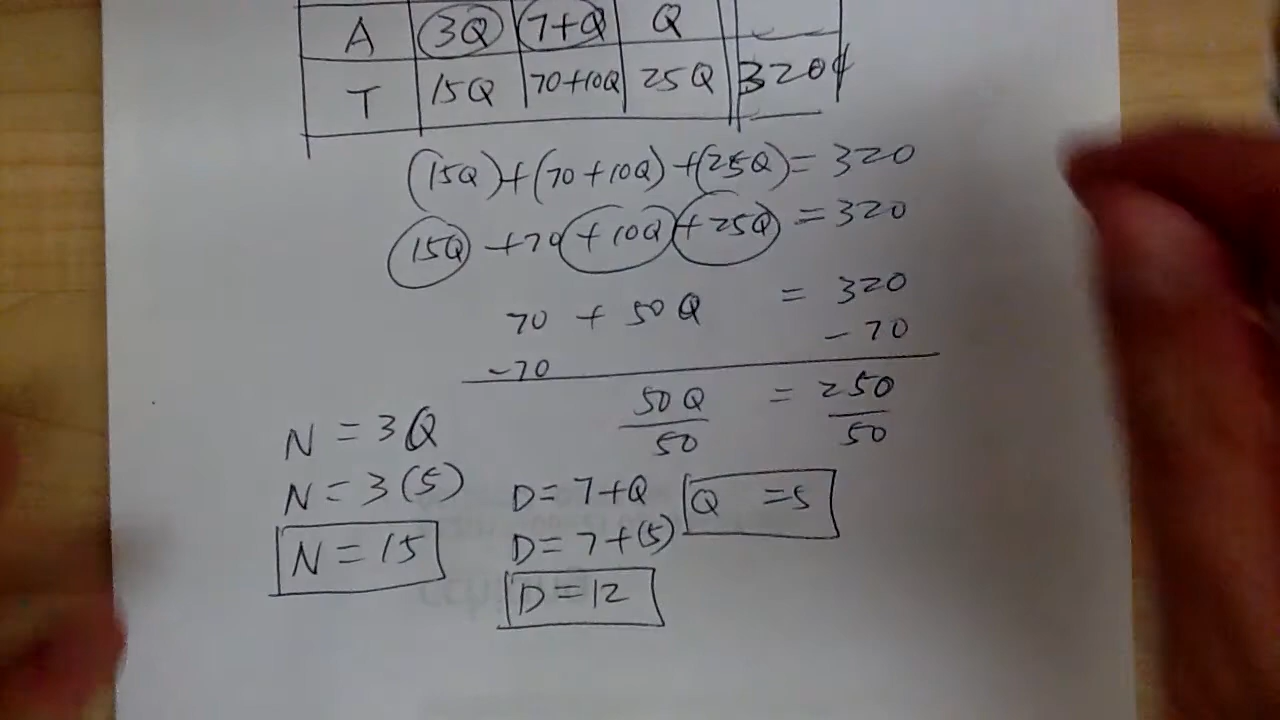 A 3Q 7+Q Q
T 15Q 70+10Q 25Q 320¢
(15Q)+(70+10Q)+(25Q)=320
15Q +70 +10Q +25Q =320
70 + 50Q = 320
-70 -70
50Q = 250
50 50
Q =5
N = 3Q
N = 3(5)
N = 15
D = 7+Q
D = 7+(5)
D = 12